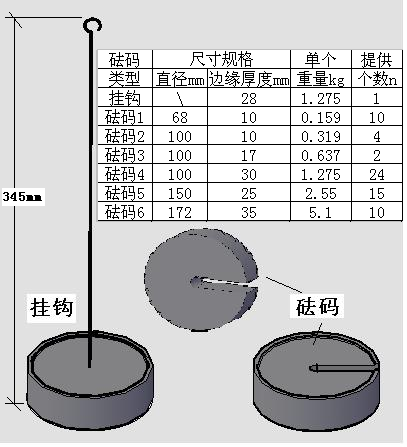 砝码 尺寸规格 单个 提供
类型 直径mm 边缘厚度mm 重量kg 个数n
挂钩 \ 28 1.275 1
砝码1 68 10 0.159 10
砝码2 100 10 0.319 4
砝码3 100 17 0.637 2
砝码4 100 30 1.275 24
砝码5 150 25 2.55 15
砝码6 172 35 5.1 10
345mm
挂钩
砝码